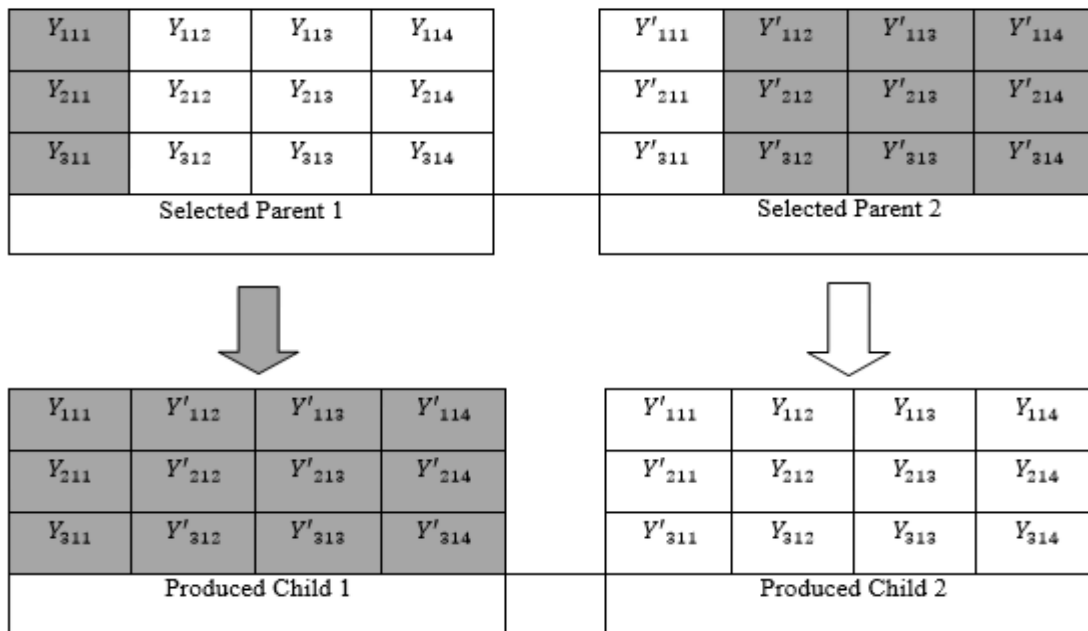 Y₁₁₁ Y₁₁₂ Y₁₁₃ Y₁₁₄
Y₂₁₁ Y₂₁₂ Y₂₁₃ Y₂₁₄
Y₃₁₁ Y₃₁₂ Y₃₁₃ Y₃₁₄
Selected Parent 1
Y'₁₁₁ Y'₁₁₂ Y'₁₁₃ Y'₁₁₄
Y'₂₁₁ Y'₂₁₂ Y'₂₁₃ Y'₂₁₄
Y'₃₁₁ Y'₃₁₂ Y'₃₁₃ Y'₃₁₄
Selected Parent 2
Y₁₁₁ Y'₁₁₂ Y'₁₁₃ Y'₁₁₄
Y₂₁₁ Y'₂₁₂ Y'₂₁₃ Y'₂₁₄
Y₃₁₁ Y'₃₁₂ Y'₃₁₃ Y'₃₁₄
Produced Child 1
Y'₁₁₁ Y₁₁₂ Y₁₁₃ Y₁₁₄
Y'₂₁₁ Y₂₁₂ Y₂₁₃ Y₂₁₄
Y'₃₁₁ Y₃₁₂ Y₃₁₃ Y₃₁₄
Produced Child 2